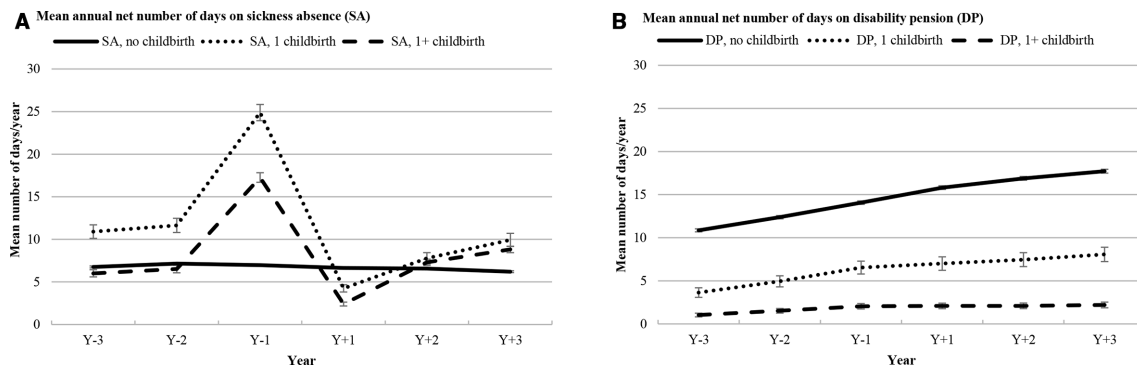 A
Mean annual net number of days on sickness absence (SA)
SA, no childbirth SA, 1 childbirth SA, 1+ childbirth
Mean number of days/year
30
25
20
15
10
5
0
Y-3 Y-2 Y-1 Y+1 Y+2 Y+3
Year
B
Mean annual net number of days on disability pension (DP)
DP, no childbirth DP, 1 childbirth DP, 1+ childbirth
Mean number of days/year
30
25
20
15
10
5
0
Y-3 Y-2 Y-1 Y+1 Y+2 Y+3
Year